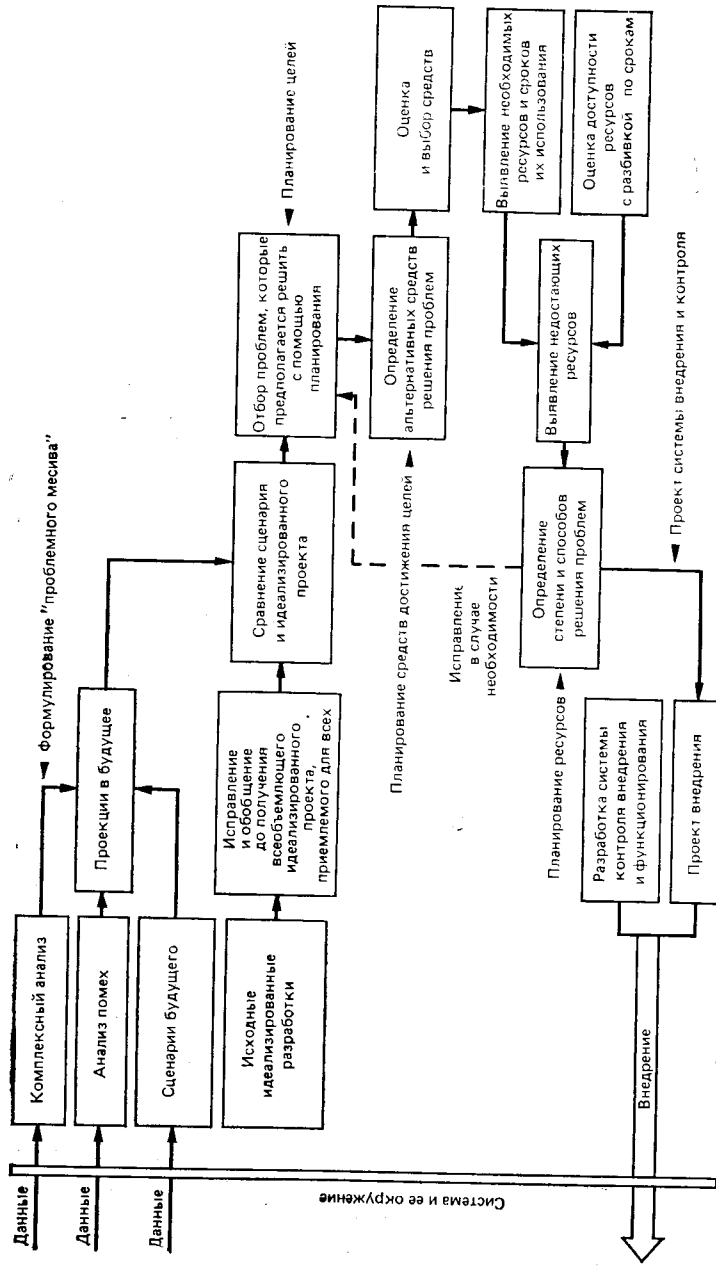 Данные
Данные
Данные
Система и ее окружение
Комплексный анализ
Анализ помех
Сценарии будущего
Формулирование "проблемного месива"
Проекции в будущее
Исходные
идеализированные
разработки
Исправление
и обобщение
до получения
всеобъемлющего
идеализированного
проекта,
приемлемого для всех
Сравнение сценария
и идеализированного
проекта
Отбор проблем, которые
предполагается решить
с помощью
планирования
Планирование целей
Определение
альтернативных средств
решения проблем
Оценка
и выбор средств
Планирование средств достижения целей
Выявление необходимых
ресурсов и сроков
их использования
Оценка доступности
ресурсов
с разбивкой по срокам
Выявление недостающих
ресурсов
Определение
степени и способов
решения проблем
Исправление
в случае
необходимости
Планирование ресурсов
Проект системы внедрения и контроля
Разработка системы
контроля внедрения
и функционирования
Проект внедрения
Внедрение